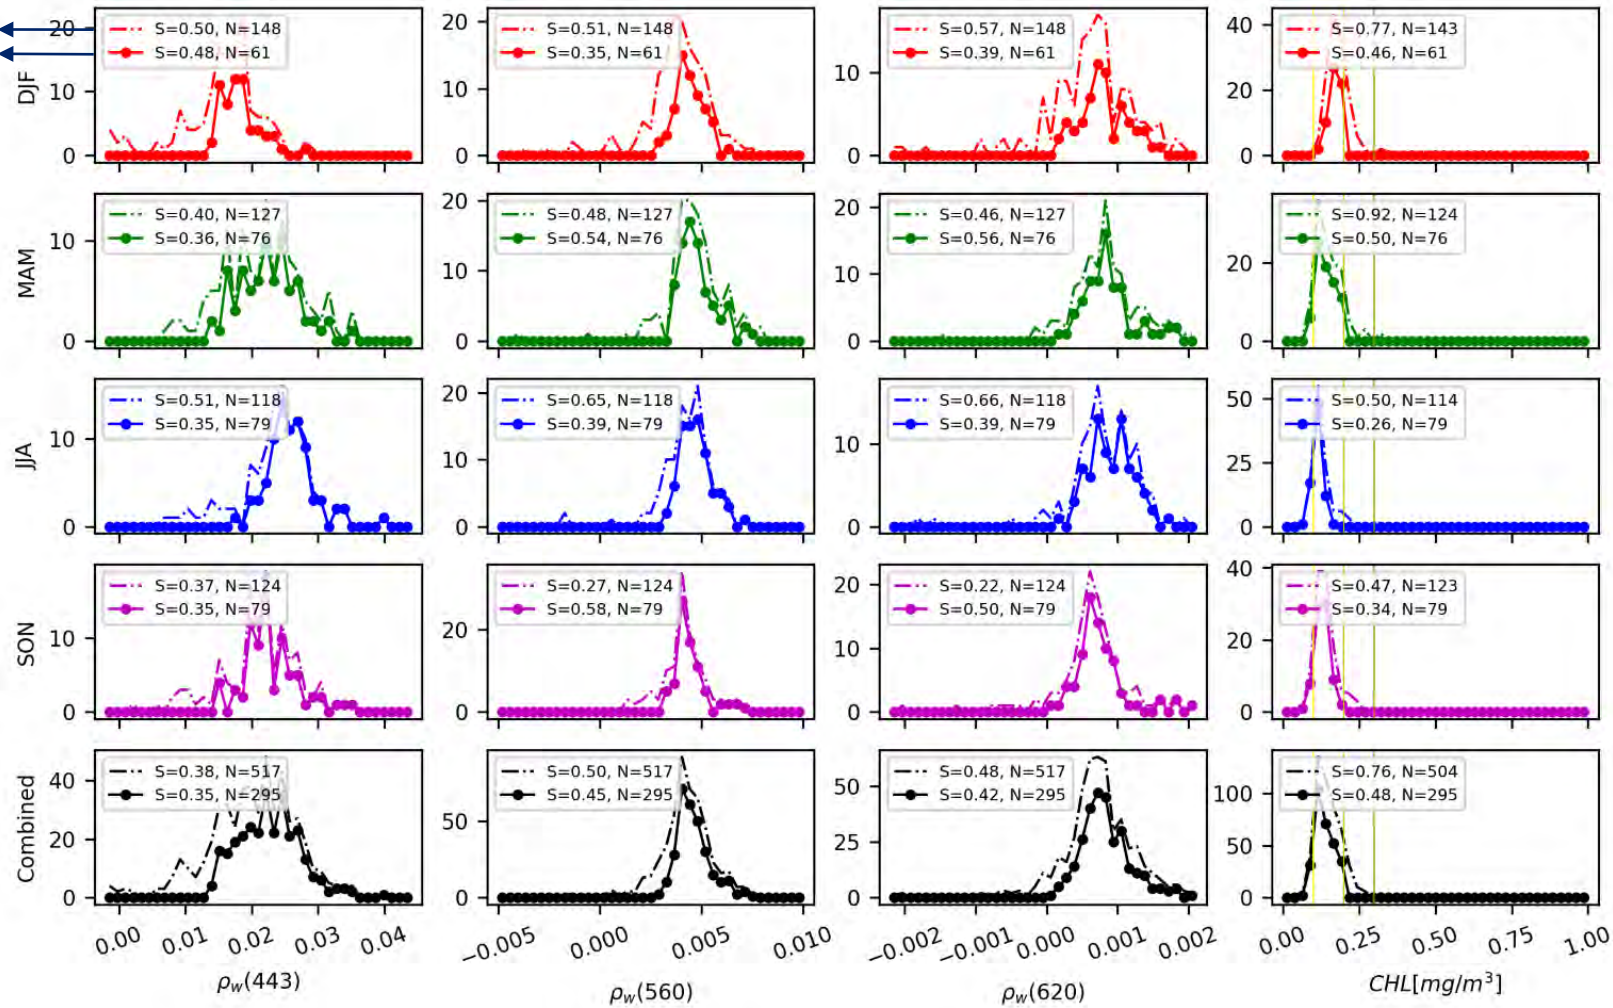 DJF
20
10
0
S=0.50, N=148
S=0.48, N=61
20
10
0
S=0.51, N=148
S=0.35, N=61
10
0
S=0.57, N=148
S=0.39, N=61
40
20
0
S=0.77, N=143
S=0.46, N=61
MAM
10
0
S=0.40, N=127
S=0.36, N=76
20
10
0
S=0.48, N=127
S=0.54, N=76
20
10
0
S=0.46, N=127
S=0.56, N=76
20
0
S=0.92, N=124
S=0.50, N=76
JJA
10
0
S=0.51, N=118
S=0.35, N=79
20
10
0
S=0.65, N=118
S=0.39, N=79
10
0
S=0.66, N=118
S=0.39, N=79
50
25
0
S=0.50, N=114
S=0.26, N=79
SON
10
0
S=0.37, N=124
S=0.35, N=79
20
0
S=0.27, N=124
S=0.58, N=79
20
10
0
S=0.22, N=124
S=0.50, N=79
40
20
0
S=0.47, N=123
S=0.34, N=79
Combined
40
20
0
S=0.38, N=517
S=0.35, N=295
50
0
S=0.50, N=517
S=0.45, N=295
50
25
0
S=0.48, N=517
S=0.42, N=295
100
50
0
S=0.76, N=504
S=0.48, N=295
0.00 0.01 0.02 0.03 0.04
−0.005 0.000 0.005 0.010
−0.002 −0.001 0.000 0.001 0.002
0.00 0.25 0.50 0.75 1.00
ρw(443)
ρw(560)
ρw(620)
CHL[mg/m³]